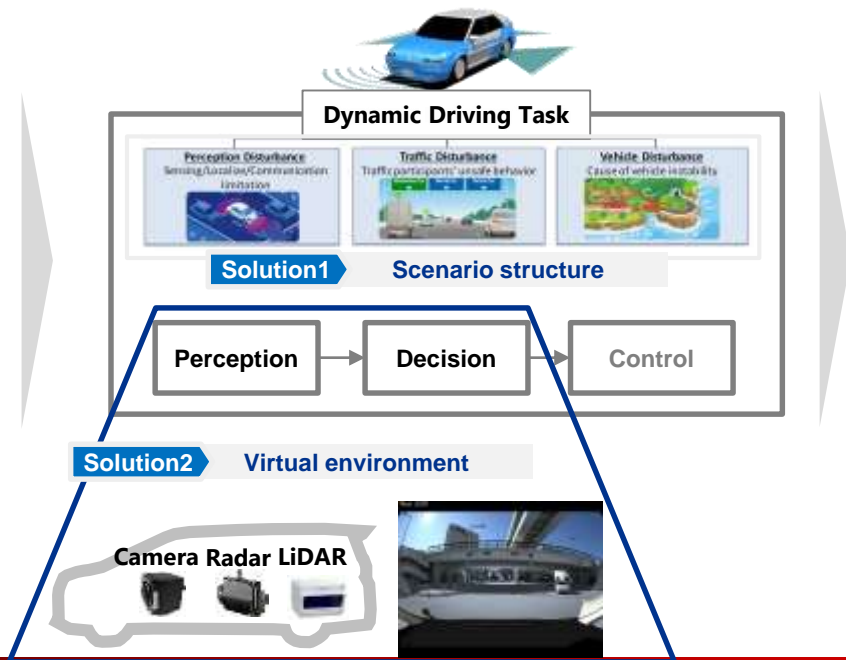 Dynamic Driving Task
Perception Disturbance
Sensing/Localize/Communication
limitation
Traffic Disturbance
Traffic participants' unsafe behavior
Vehicle Disturbance
Cause of vehicle instability
Solution1
Scenario structure
Perception
Decision
Control
Solution2
Virtual environment
Camera Radar LiDAR